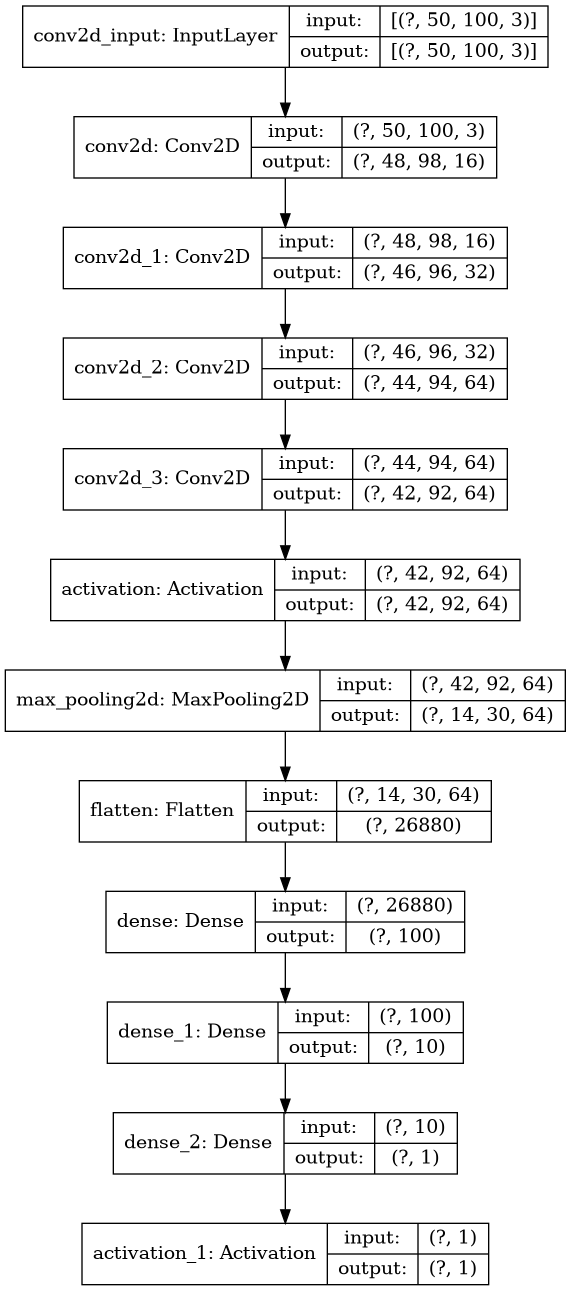 conv2d_input: InputLayer input: [(?, 50, 100, 3)]
output: [(?, 50, 100, 3)]
conv2d: Conv2D input: (?, 50, 100, 3)
output: (?, 48, 98, 16)
conv2d_1: Conv2D input: (?, 48, 98, 16)
output: (?, 46, 96, 32)
conv2d_2: Conv2D input: (?, 46, 96, 32)
output: (?, 44, 94, 64)
conv2d_3: Conv2D input: (?, 44, 94, 64)
output: (?, 42, 92, 64)
activation: Activation input: (?, 42, 92, 64)
output: (?, 42, 92, 64)
max_pooling2d: MaxPooling2D input: (?, 42, 92, 64)
output: (?, 14, 30, 64)
flatten: Flatten input: (?, 14, 30, 64)
output: (?, 26880)
dense: Dense input: (?, 26880)
output: (?, 100)
dense_1: Dense input: (?, 100)
output: (?, 10)
dense_2: Dense input: (?, 10)
output: (?, 1)
activation_1: Activation input: (?, 1)
output: (?, 1)